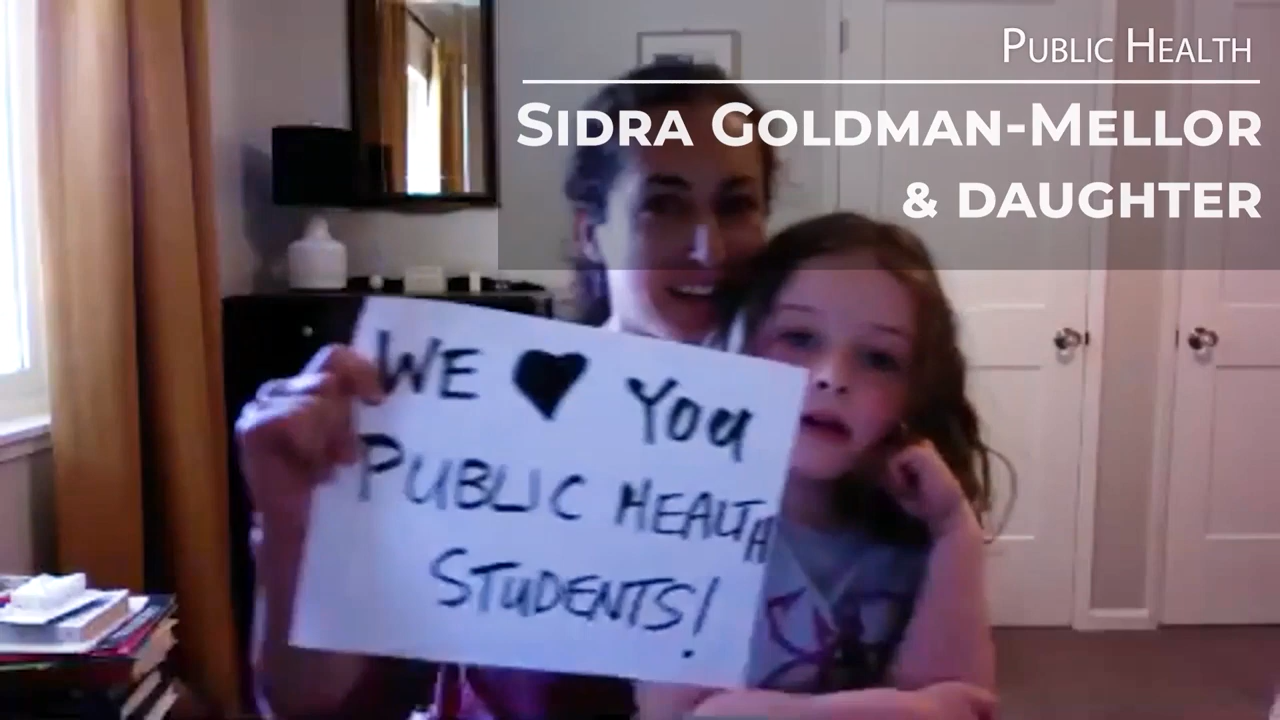 Public Health
Sidra Goldman-Mellor
& daughter
WE ♥ You
PUBLIC HEALTH
STUDENTS!